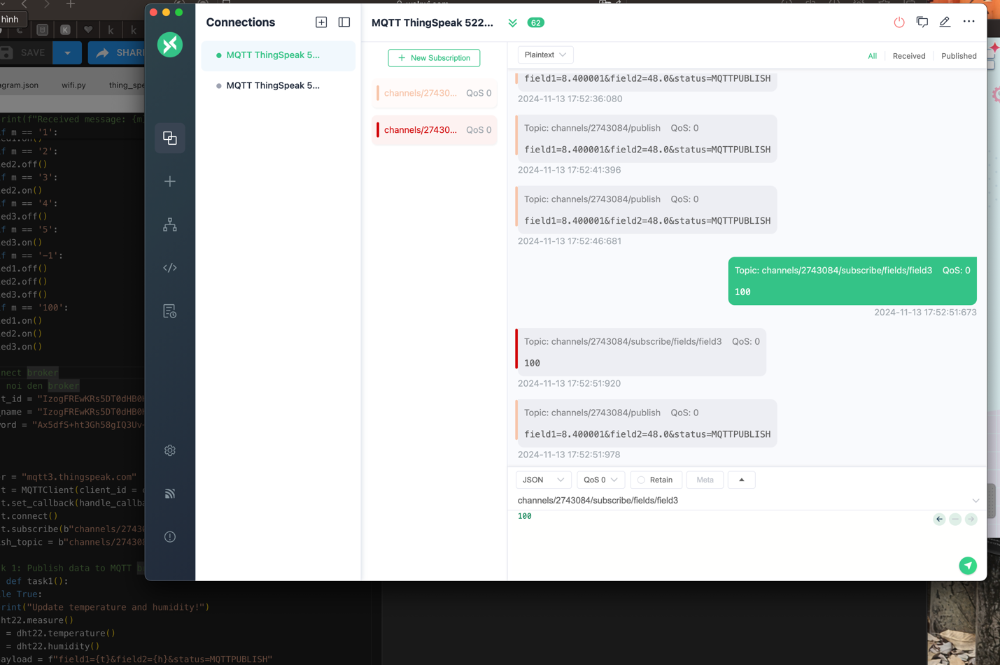 hình
SAVE
SHAR
agram.json
wifi.py
thing_spe
rint(f"Received message: {m
f m == '1':
ed1.on()
f m == '2':
ed2.off()
f m == '3':
ed2.on()
f m == '4':
ed3.off()
f m == '5':
ed3.on()
f m == '-1':
ed1.off()
ed2.off()
ed3.off()
f m == '100':
ed1.on()
ed2.on()
ed3.on()
nect broker
noi den broker
t_id = "IzogFREwKRs5DT0dHB0H
_name = "IzogFREwKRs5DT0dHB0H
ord = "Ax5dfS+ht3Gh58gIQ3Uv-
er = "mqtt3.thingspeak.com"
t = MQTTClient(client_id = c
t.set_callback(handle_callba
t.connect()
t.subscribe(b"channels/27430
ish_topic = b"channels/27430
k 1: Publish data to MQTT b
def task1():
le True:
rint("Update temperature and humidity!")
ht22.measure()
= dht22.temperature()
= dht22.humidity()
ayload = f"field1={t}&field2={h}&status=MQTTPUBLISH"
Connections
MQTT ThingSpeak 5...
MQTT ThingSpeak 5...
MQTT ThingSpeak 522...
62
+ New Subscription
channels/27430... QoS 0
channels/27430... QoS 0
Plaintext
All
Received
Published
field1=8.400001&field2=48.0&status=MQTTPUBLISH
2024-11-13 17:52:36:080
Topic: channels/2743084/publish QoS: 0
field1=8.400001&field2=48.0&status=MQTTPUBLISH
2024-11-13 17:52:41:396
Topic: channels/2743084/publish QoS: 0
field1=8.400001&field2=48.0&status=MQTTPUBLISH
2024-11-13 17:52:46:681
Topic: channels/2743084/subscribe/fields/field3 QoS: 0
100
2024-11-13 17:52:51:673
Topic: channels/2743084/subscribe/fields/field3 QoS: 0
100
2024-11-13 17:52:51:920
Topic: channels/2743084/publish QoS: 0
field1=8.400001&field2=48.0&status=MQTTPUBLISH
2024-11-13 17:52:51:978
JSON
QoS 0
Retain
Meta
channels/2743084/subscribe/fields/field3
100